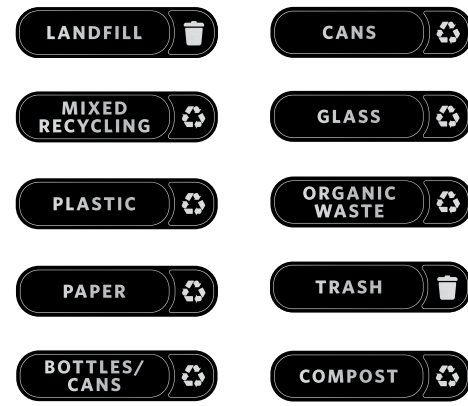 LANDFILL
MIXED
RECYCLING
PLASTIC
PAPER
BOTTLES/
CANS
CANS
GLASS
ORGANIC
WASTE
TRASH
COMPOST